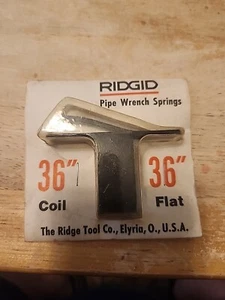 RIDGID
Pipe Wrench Springs
36" 36"
Coil Flat
The Ridge Tool Co., Elyria, O., U.S.A.